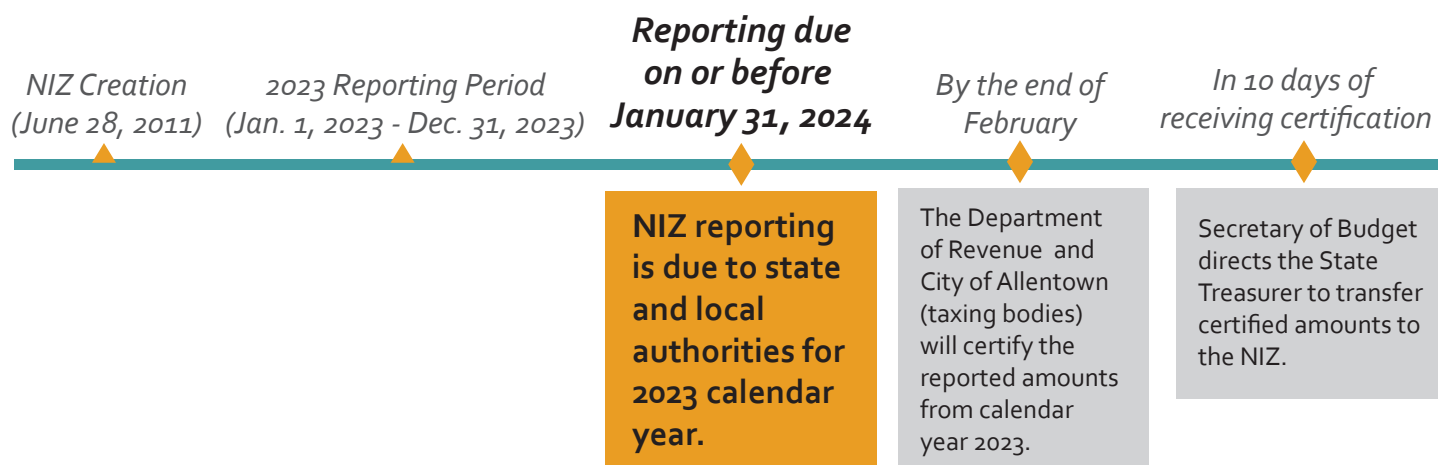 NIZ Creation
(June 28, 2011)
2023 Reporting Period
(Jan. 1, 2023 - Dec. 31, 2023)
Reporting due
on or before
January 31, 2024
By the end of
February
In 10 days of
receiving certification
NIZ reporting
is due to state
and local
authorities for
2023 calendar
year.
The Department
of Revenue and
City of Allentown
(taxing bodies)
will certify the
reported amounts
from calendar
year 2023.
Secretary of Budget
directs the State
Treasurer to transfer
certified amounts to
the NIZ.